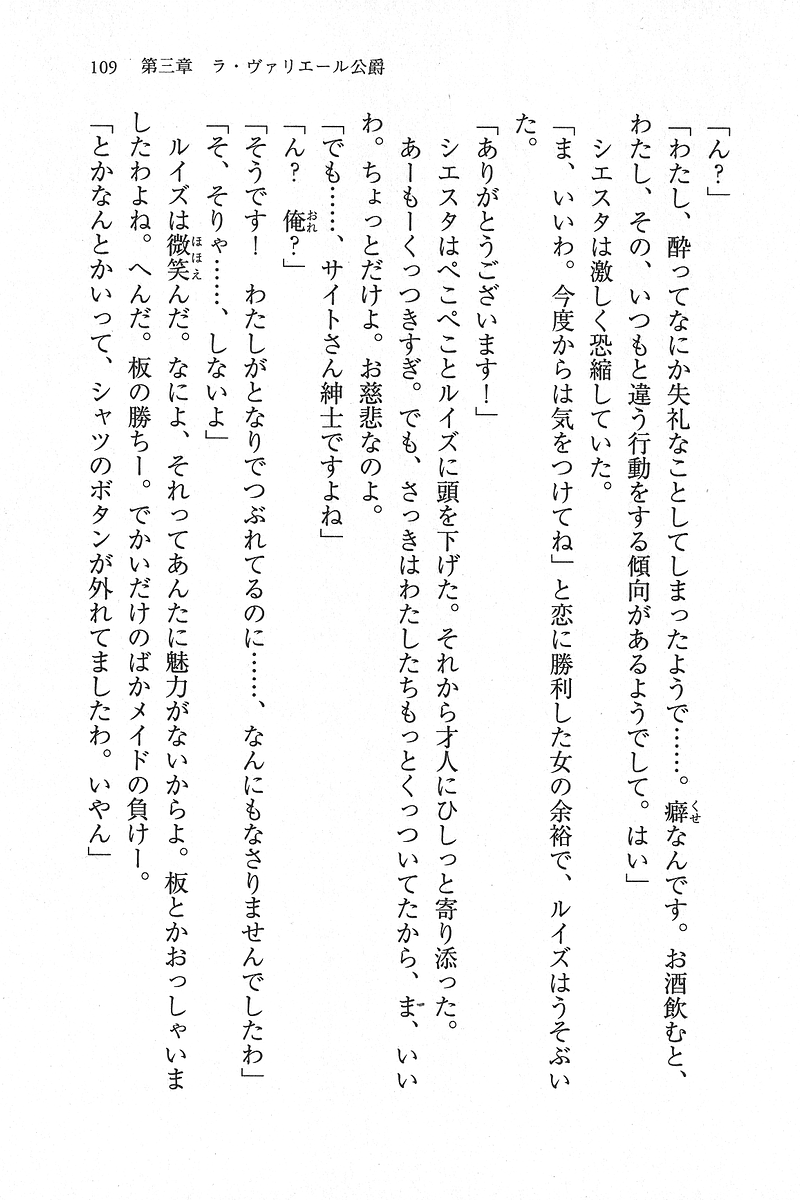 109　第三章　ラ・ヴァリエール公爵
「ん?」
「わたし、酔ってなにか失礼なことしてしまったようで……。癖なんです。お酒飲むと、
わたし、その、いつもと違う行動をする傾向があるようでして。はい」
　シエスタは激しく恐縮していた。
「ま、いいわ。今度からは気をつけてね」と恋に勝利した女の余裕で、ルイズはうそぶい
た。
「ありがとうございます!」
　シエスタはぺこぺことルイズに頭を下げた。それから才人にひしっと寄り添った。
　あーもーくっつきすぎ。でも、さっきはわたしたちもっとくっついてたから、ま、いい
わ。ちょっとだけよ。お慈悲なのよ。
「でも……、サイトさん紳士ですよね」
「ん?　俺?」
「そうです!　わたしがとなりでつぶれてるのに……、なんにもなさりませんでしたわ」
「そ、そりゃ……、しないよ」
　ルイズは微笑んだ。なによ、それってあんたに魅力がないからよ。板とかおっしゃいま
したわよね。へんだ。板の勝ちー。でかいだけのばかメイドの負けー。
「とかなんとかいって、シャツのボタンが外れてましたわ。いやん」